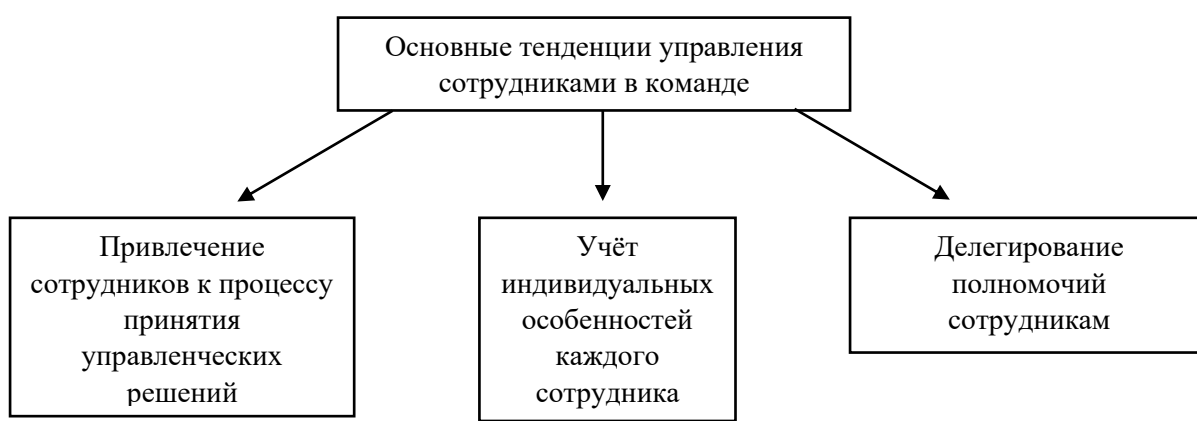 Основные тенденции управления
сотрудниками в команде
Привлечение
сотрудников к процессу
принятия
управленческих
решений
Учёт
индивидуальных
особенностей
каждого
сотрудника
Делегирование
полномочий
сотрудникам